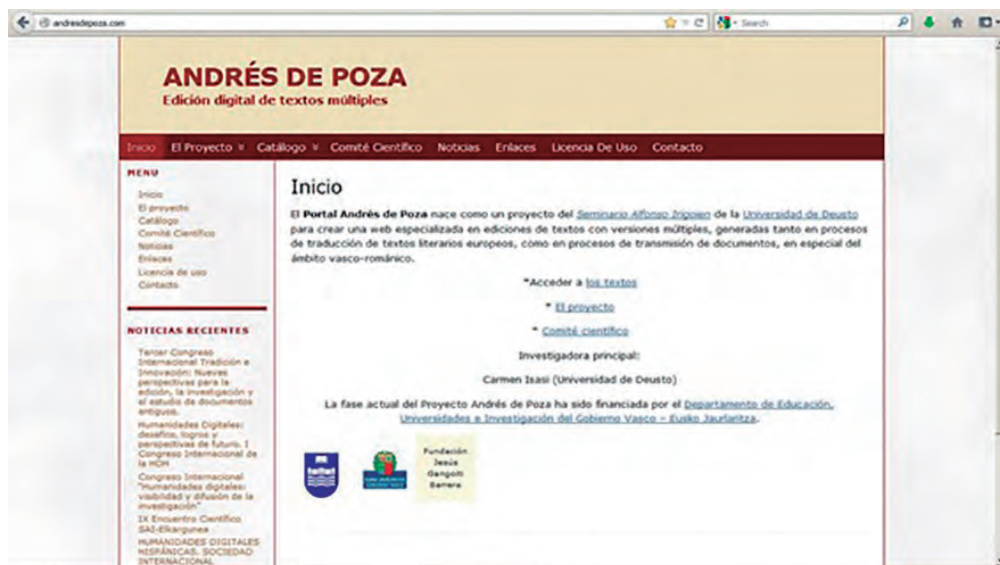 andresdepoza.com
Search
ANDRÉS DE POZA
Edición digital de textos múltiples
Inicio El Proyecto Catálogo Comité Científico Noticias Enlaces Licencia De Uso Contacto
MENU
Inicio
El proyecto
Catálogo
Comité Científico
Noticias
Enlaces
Licencia de uso
Contacto
NOTICIAS RECIENTES
Tercer Congreso
Internacional Tradición e
Innovación: Nuevas
perspectivas para la
edición, la investigación y
el estudio de documentos
antiguos.
Humanidades Digitales:
desafíos, logros y
perspectivas de futuro. I
Congreso Internacional de
la HDH
Congreso Internacional
"Humanidades digitales:
visibilidad y difusión de la
investigación"
IX Encuentro Científico
SAI-Elkargunea
HUMANIDADES DIGITALES
HISPÁNICAS. SOCIEDAD
INTERNACIONAL
Inicio
El Portal Andrés de Poza nace como un proyecto del Seminario Alfonso Irigoien de la Universidad de Deusto
para crear una web especializada en ediciones de textos con versiones múltiples, generadas tanto en procesos
de traducción de textos literarios europeos, como en procesos de transmisión de documentos, en especial del
ámbito vasco-románico.
*Acceder a los textos
* El proyecto
* Comité científico
Investigadora principal:
Carmen Isasi (Universidad de Deusto)
La fase actual del Proyecto Andrés de Poza ha sido financiada por el Departamento de Educación,
Universidades e Investigación del Gobierno Vasco – Eusko Jaurlaritza.
Fundación
Jesús
Gangoiti
Barrera